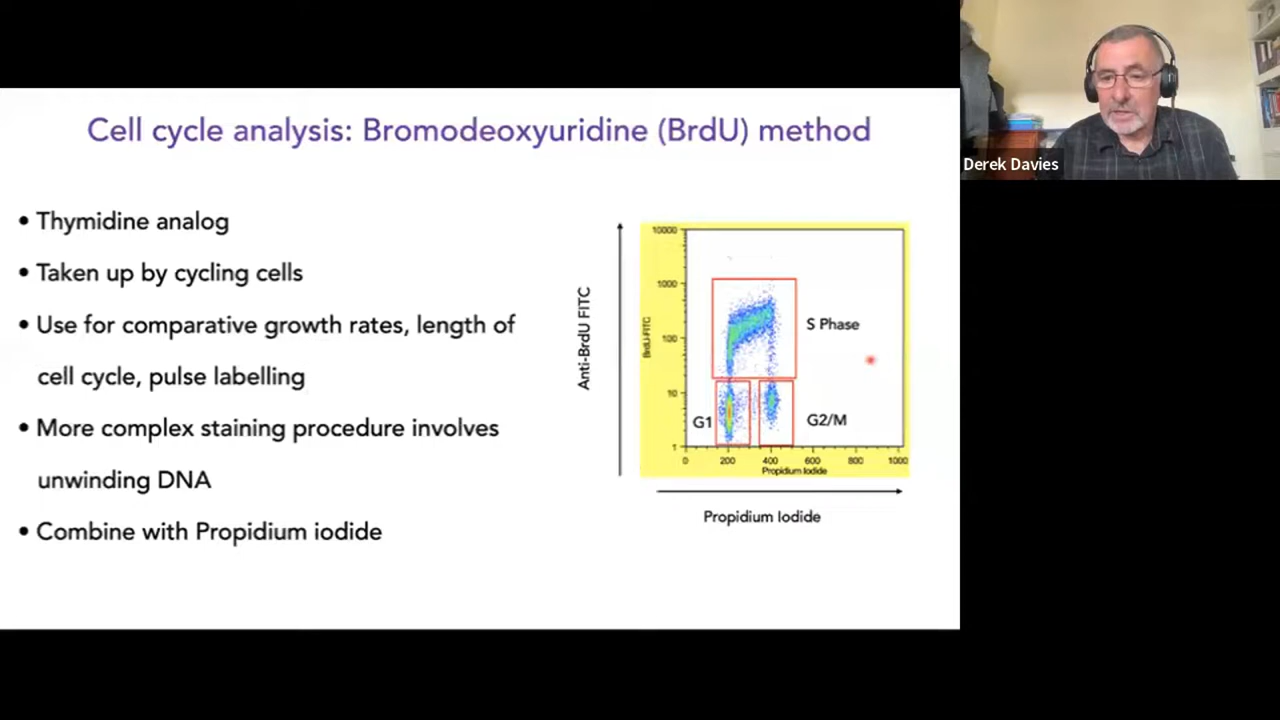 Cell cycle analysis: Bromodeoxyuridine (BrdU) method
Derek Davies
• Thymidine analog
• Taken up by cycling cells
• Use for comparative growth rates, length of
cell cycle, pulse labelling
• More complex staining procedure involves
unwinding DNA
• Combine with Propidium iodide
Anti-BrdU FITC
BrdU-FITC
10000
1000
100
10
1
S Phase
G1
G2/M
0 200 400 600 800 1000
Propidium Iodide
Propidium Iodide